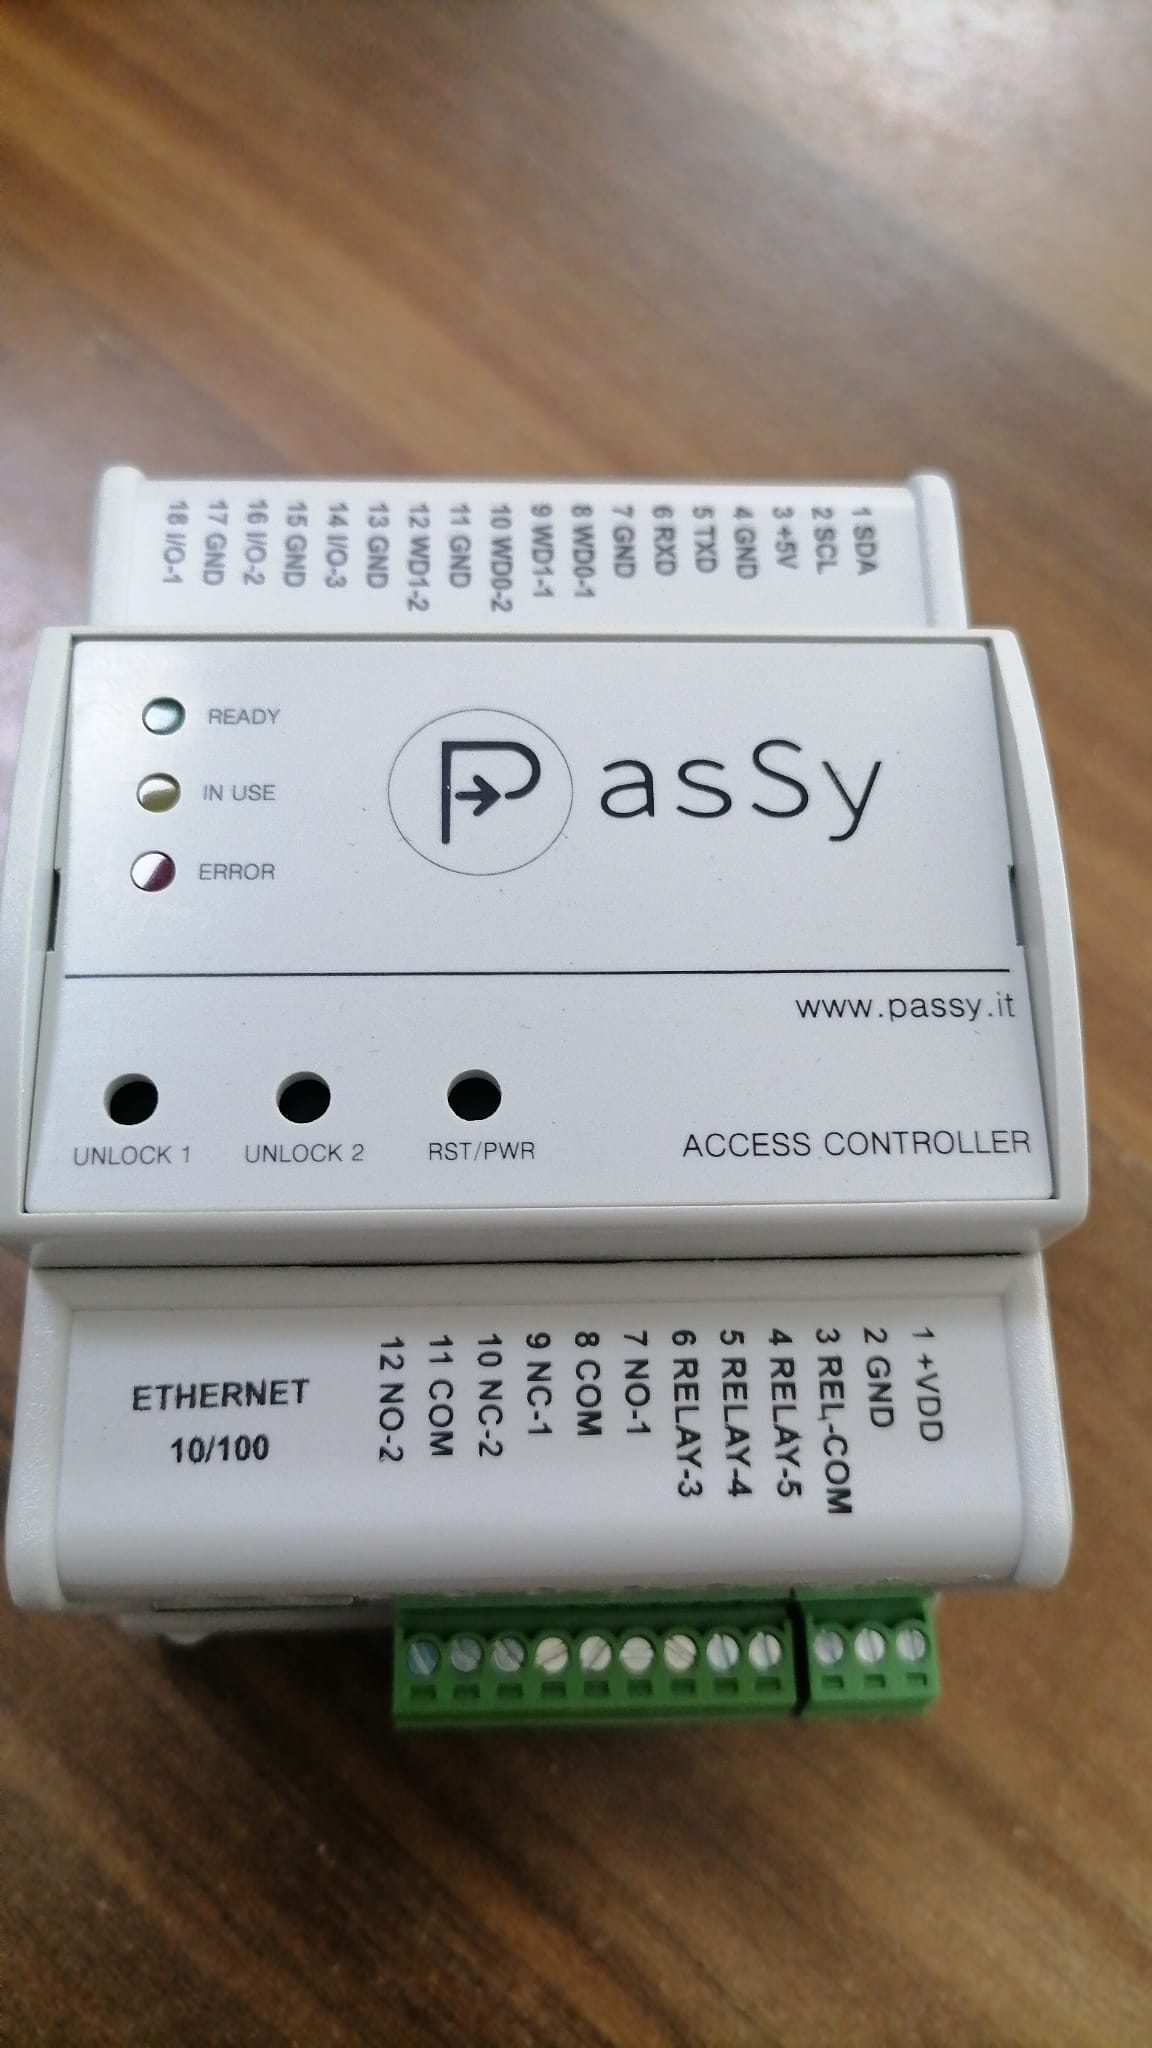 18 I/O-1
17 GND
16 I/O-2
15 GND
14 I/O-3
13 GND
12 WD1-2
11 GND
10 WD0-2
9 WD1-1
8 WD0-1
7 GND
6 RXD
5 TXD
4 GND
3 +5V
2 SCL
1 SDA
READY
IN USE
ERROR
PasSy
www.passy.it
UNLOCK 1
UNLOCK 2
RST/PWR
ACCESS CONTROLLER
ETHERNET
10/100
12 NO-2
11 COM
10 NC-2
9 NC-1
8 COM
7 NO-1
6 RELAY-3
5 RELAY-4
4 RELAY-5
3 REL.-COM
2 GND
1 +VDD